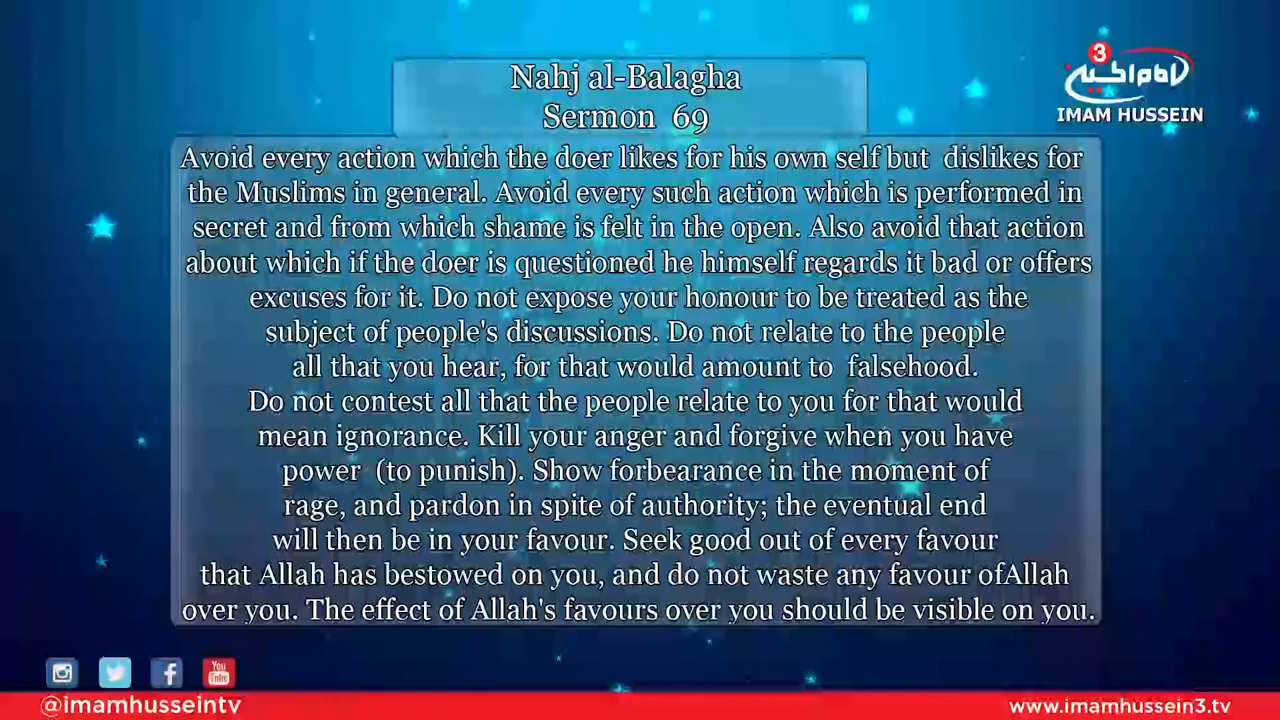 Nahj al-Balagha
Sermon 69
3
IMAM HUSSEIN
Avoid every action which the doer likes for his own self but dislikes for
the Muslims in general. Avoid every such action which is performed in
secret and from which shame is felt in the open. Also avoid that action
about which if the doer is questioned he himself regards it bad or offers
excuses for it. Do not expose your honour to be treated as the
subject of people's discussions. Do not relate to the people
all that you hear, for that would amount to falsehood.
Do not contest all that the people relate to you for that would
mean ignorance. Kill your anger and forgive when you have
power (to punish). Show forbearance in the moment of
rage, and pardon in spite of authority; the eventual end
will then be in your favour. Seek good out of every favour
that Allah has bestowed on you, and do not waste any favour ofAllah
over you. The effect of Allah's favours over you should be visible on you.
You
Tube
@imamhusseintv
www.imamhussein3.tv